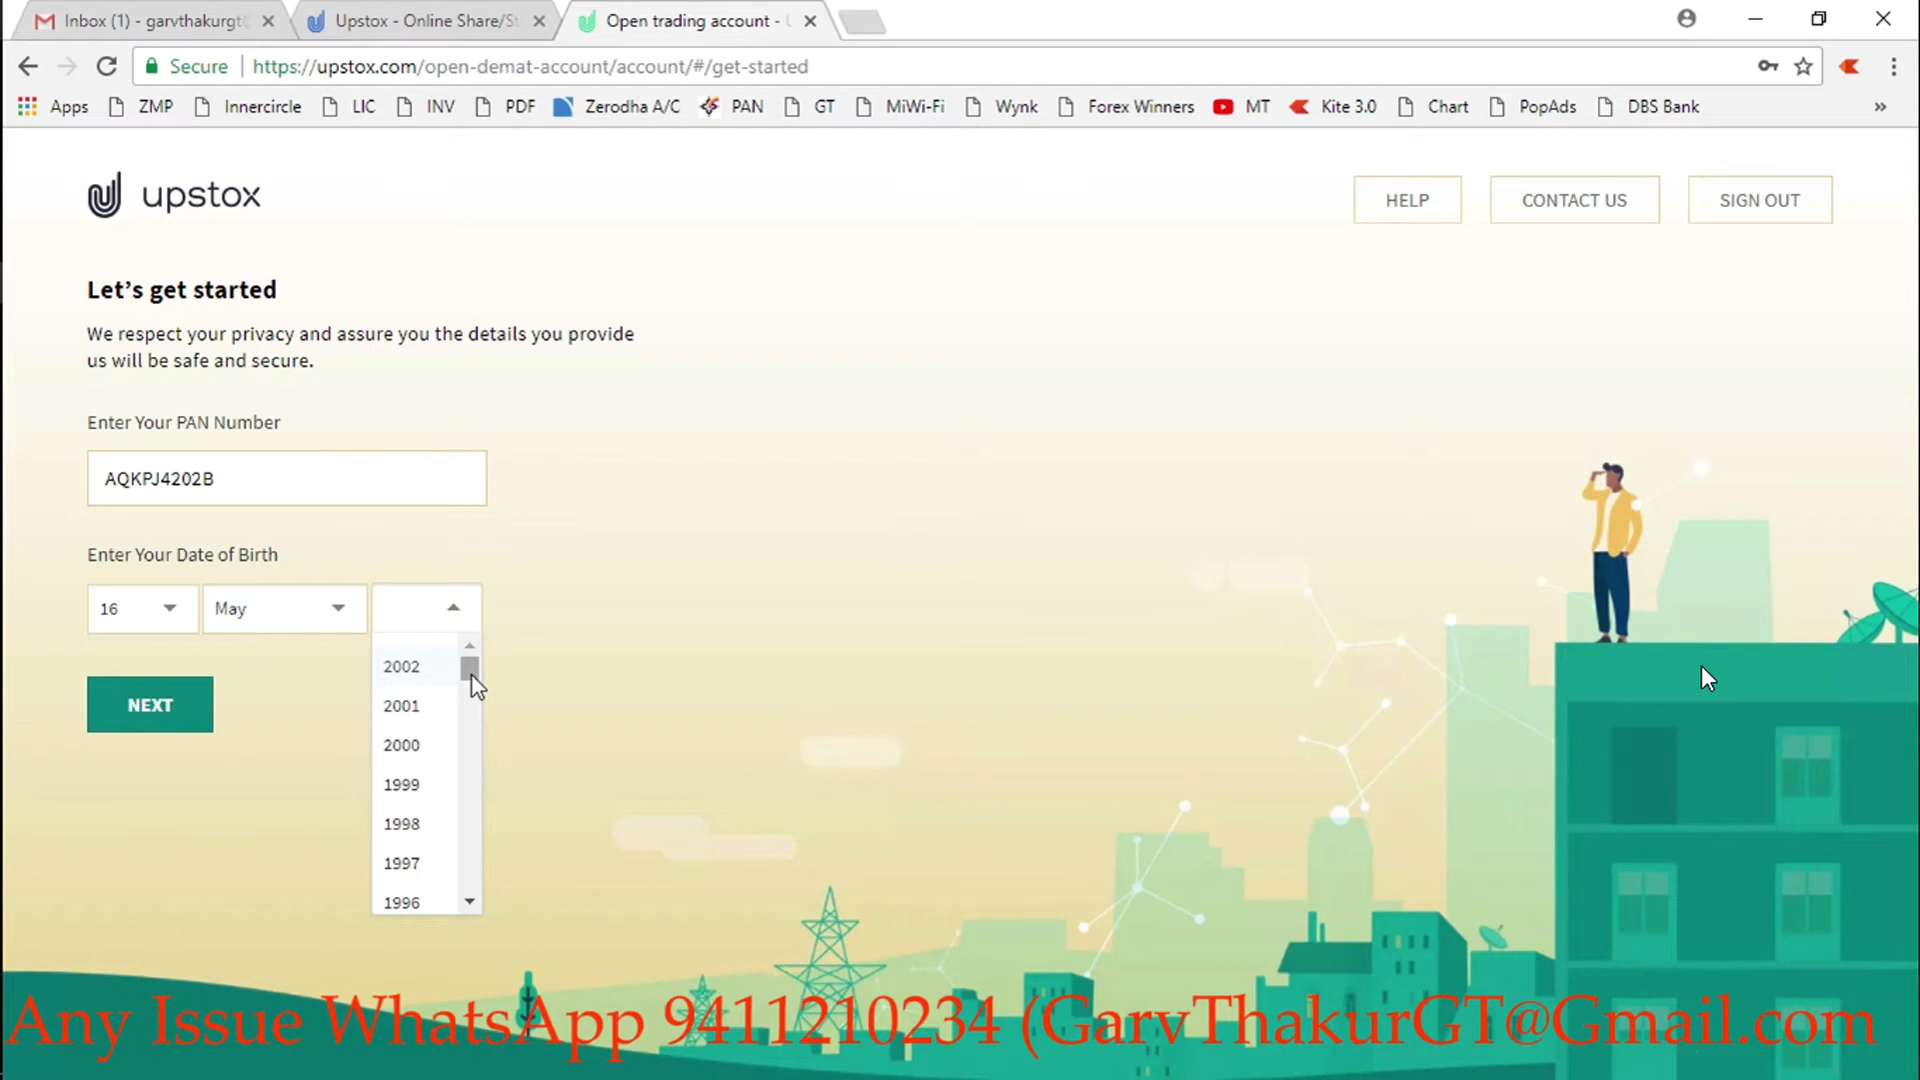 Inbox (1) - garvthakurgt@
Upstox - Online Share/St
Open trading account - U
Secure
https://upstox.com/open-demat-account/account/#/get-started
Apps ZMP Innercircle LIC INV PDF Zerodha A/C PAN GT MiWi-Fi Wynk Forex Winners MT Kite 3.0 Chart PopAds DBS Bank »
upstox
HELP CONTACT US SIGN OUT
Let’s get started
We respect your privacy and assure you the details you provide
us will be safe and secure.
Enter Your PAN Number
AQKPJ4202B
Enter Your Date of Birth
16 May
2002
2001
2000
1999
1998
1997
1996
NEXT
Any Issue WhatsApp 9411210234 (GarvThakurGT@Gmail.com